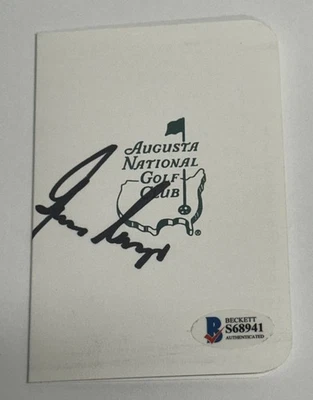 AUGUSTA
NATIONAL
GOLF
CLUB
®
B
BECKETT
S68941
AUTHENTICATED